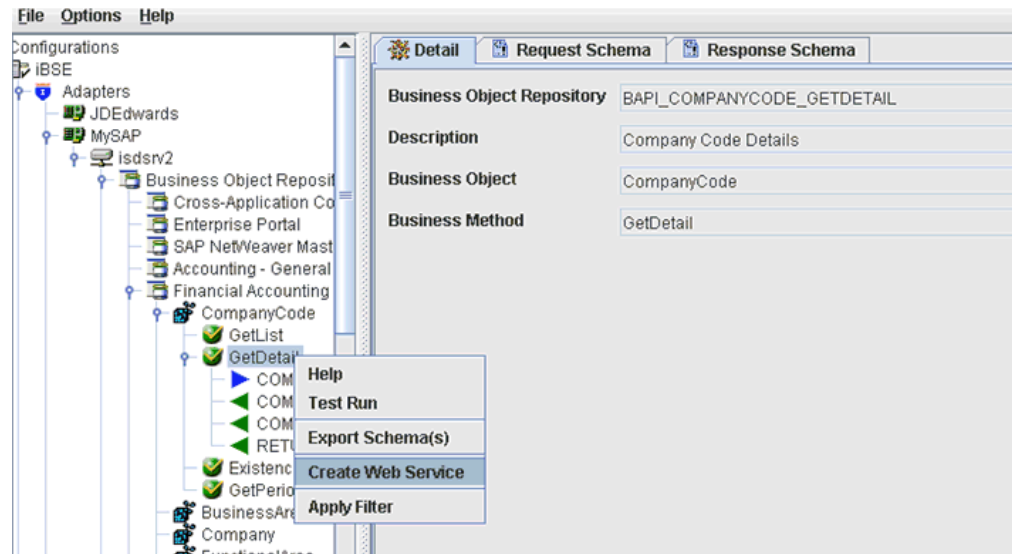 File Options Help
Configurations
iBSE
Adapters
JDEdwards
MySAP
isdsrv2
Business Object Reposit
Cross-Application Co
Enterprise Portal
SAP NetWeaver Mast
Accounting - General
Financial Accounting
CompanyCode
GetList
GetDetail
COM
COM
COM
RETU
Existenc
GetPerio
BusinessAre
Company
FunctionalArea
Help
Test Run
Export Schema(s)
Create Web Service
Apply Filter
Detail Request Schema Response Schema
Business Object Repository BAPI_COMPANYCODE_GETDETAIL
Description Company Code Details
Business Object CompanyCode
Business Method GetDetail